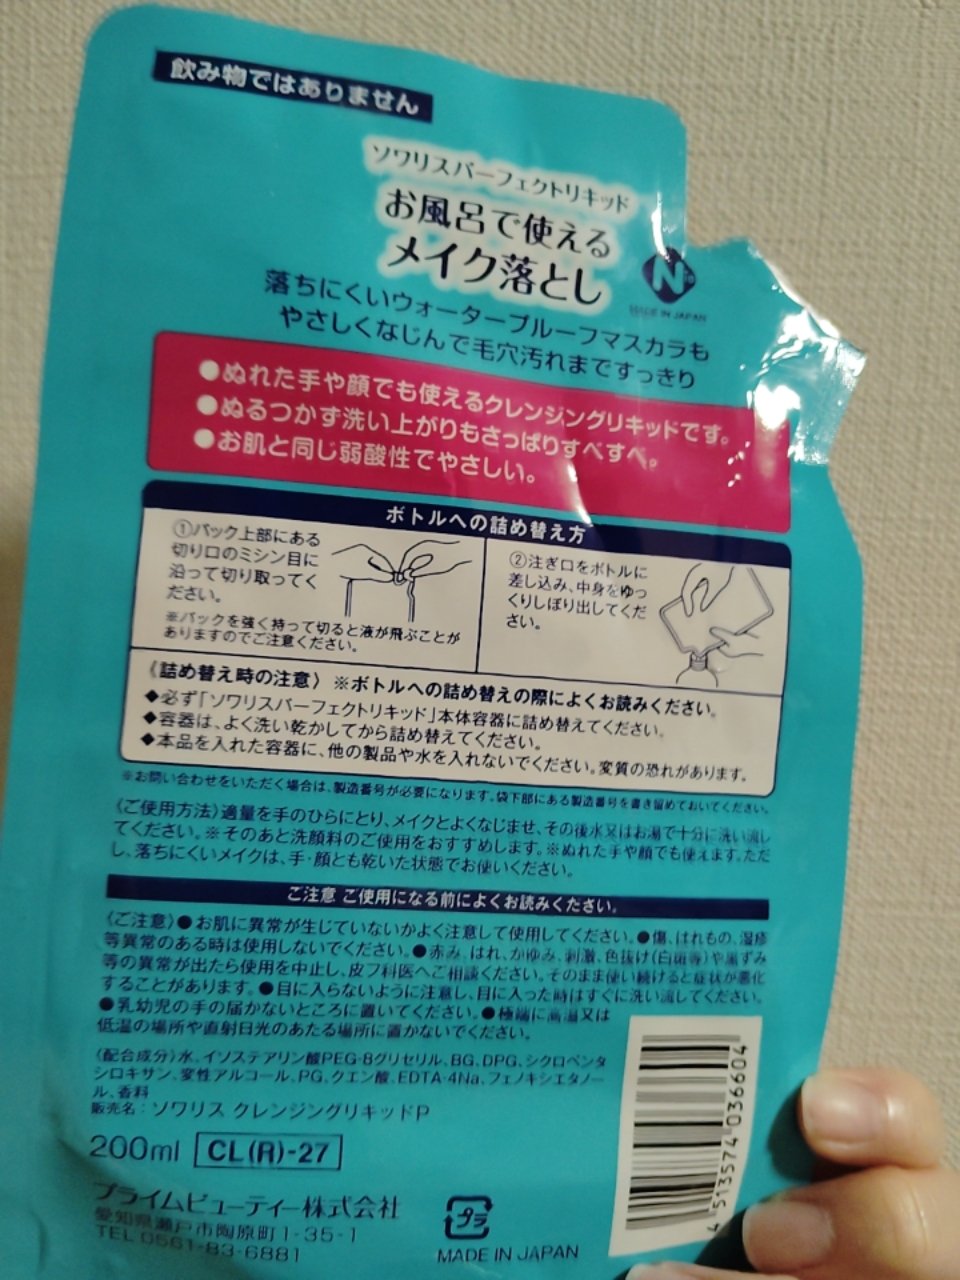 飲み物ではありません
ソワリスパーフェクトリキッド
お風呂で使える
メイク落とし
N
MADE IN JAPAN
落ちにくいウォータープルーフマスカラも
やさしくなじんで毛穴汚れまですっきり
●ぬれた手や顔でも使えるクレンジングリキッドです。
●ぬるつかず洗い上がりもさっぱりすべすべ。
●お肌と同じ弱酸性でやさしい。
ボトルへの詰め替え方
①パック上部にある
切り口のミシン目に
沿って切り取ってく
ださい。
※パックを強く持って切ると液が飛ぶことが
ありますのでご注意ください。
②注ぎ口をボトルに
差し込み、中身をゆっ
くりしぼり出してくだ
さい。
《詰め替え時の注意》 ※ボトルへの詰め替えの際によくお読みください。
◆必ず「ソワリスパーフェクトリキッド」本体容器に詰め替えてください。
◆容器は、よく洗い乾かしてから詰め替えてください。
◆本品を入れた容器に、他の製品や水を入れないでください。変質の恐れがあります。
※お問い合わせをいただく場合は、製造番号が必要になります。袋下部にある製造番号を書き留めておいてください。
〈ご使用方法〉適量を手のひらにとり、メイクとよくなじませ、その後水又はお湯で十分に洗い流し
てください。※そのあと洗顔料のご使用をおすすめします。※ぬれた手や顔でも使えます。ただ
し、落ちにくいメイクは、手・顔とも乾いた状態でお使いください。
ご注意 ご使用になる前によくお読みください。
〈ご注意〉●お肌に異常が生じていないかよく注意して使用してください。●傷、はれもの、湿疹
等異常のある時は使用しないでください。●赤み、はれ、かゆみ、刺激、色抜け(白斑等)や黒ずみ
等の異常が出たら使用を中止し、皮フ科医へご相談ください。そのまま使い続けると症状が悪化
することがあります。●目に入らないように注意し、目に入った時はすぐに洗い流してください。
●乳幼児の手の届かないところに置いてください。●極端に高温又は
低温の場所や直射日光のあたる場所に置かないでください。
〈配合成分〉水、イソステアリン酸PEG-8グリセリル、BG、DPG、シクロペンタ
シロキサン、変性アルコール、PG、クエン酸、EDTA-4Na、フェノキシエタノー
ル、香料
販売名：ソワリス クレンジングリキッドP
200ml CL(R)-27
プライムビューティー株式会社
愛知県瀬戸市陶原町1-35-1
TEL 0561-83-6881
プラ
MADE IN JAPAN
4 513574 036604